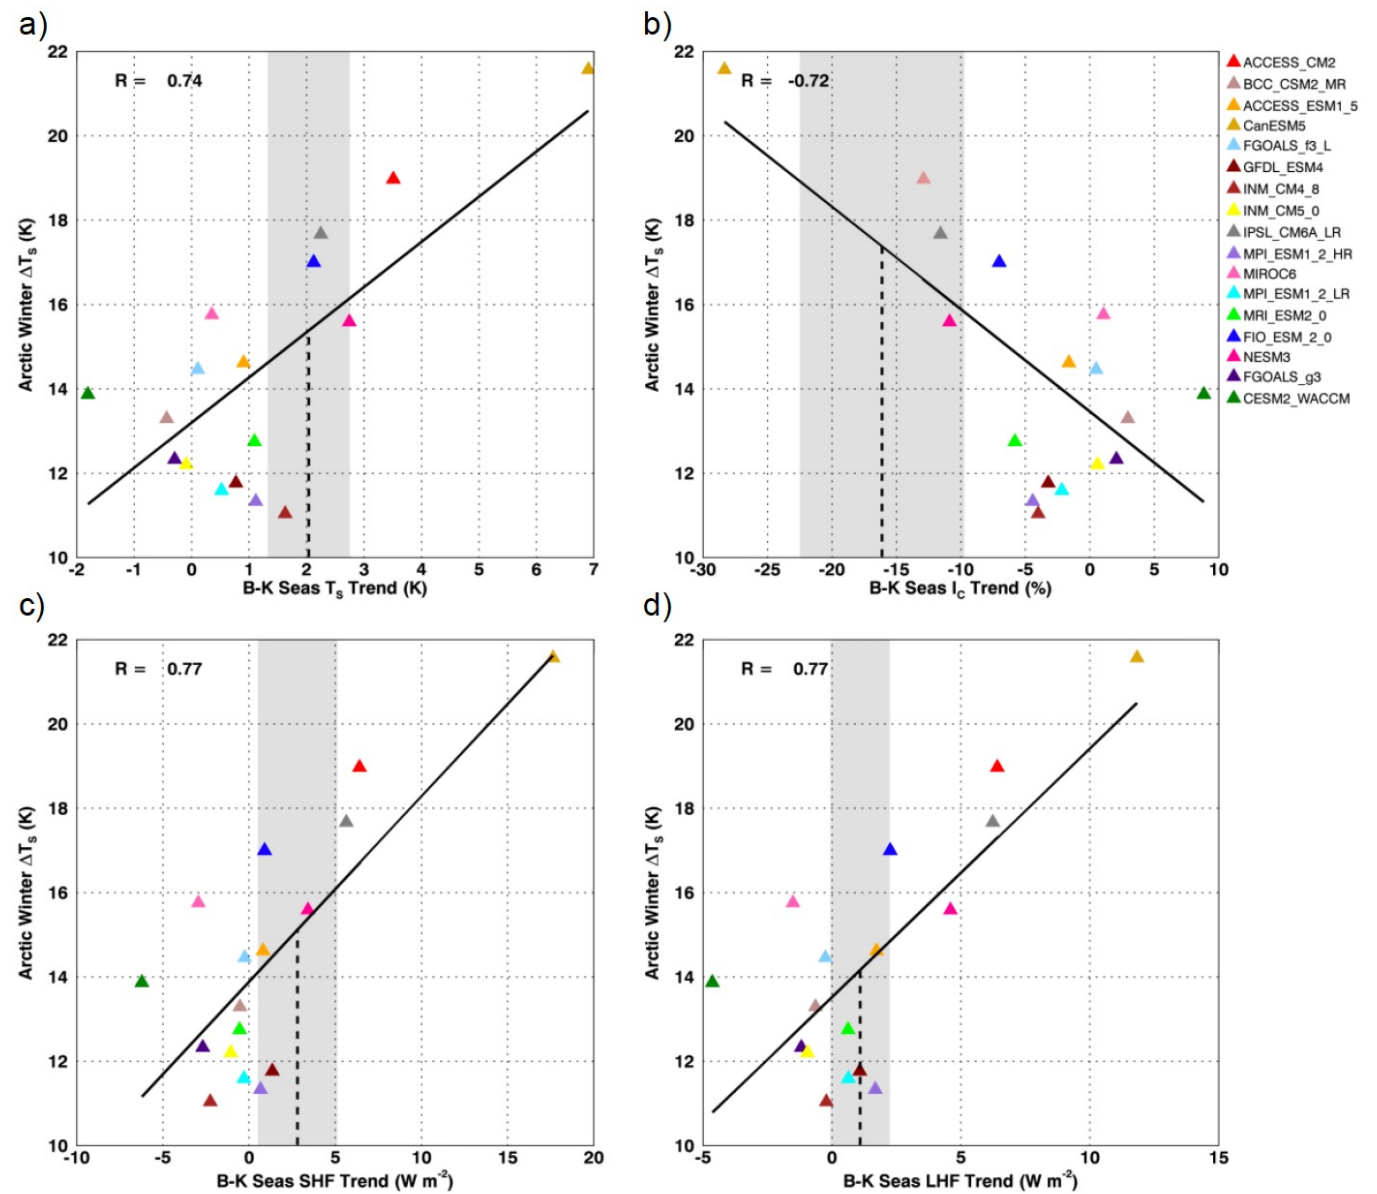 a)
22
20
18
16
14
12
10
Arctic Winter ΔTS (K)
R = 0.74
-2 -1 0 1 2 3 4 5 6 7
B-K Seas TS Trend (K)
b)
22
20
18
16
14
12
10
Arctic Winter ΔTS (K)
R = -0.72
-30 -25 -20 -15 -10 -5 0 5 10
B-K Seas IC Trend (%)
ACCESS_CM2
BCC_CSM2_MR
ACCESS_ESM1_5
CanESM5
FGOALS_f3_L
GFDL_ESM4
INM_CM4_8
INM_CM5_0
IPSL_CM6A_LR
MPI_ESM1_2_HR
MIROC6
MPI_ESM1_2_LR
MRI_ESM2_0
FIO_ESM_2_0
NESM3
FGOALS_g3
CESM2_WACCM
c)
22
20
18
16
14
12
10
Arctic Winter ΔTS (K)
R = 0.77
-10 -5 0 5 10 15 20
B-K Seas SHF Trend (W m-2)
d)
22
20
18
16
14
12
10
Arctic Winter ΔTS (K)
R = 0.77
-5 0 5 10 15
B-K Seas LHF Trend (W m-2)